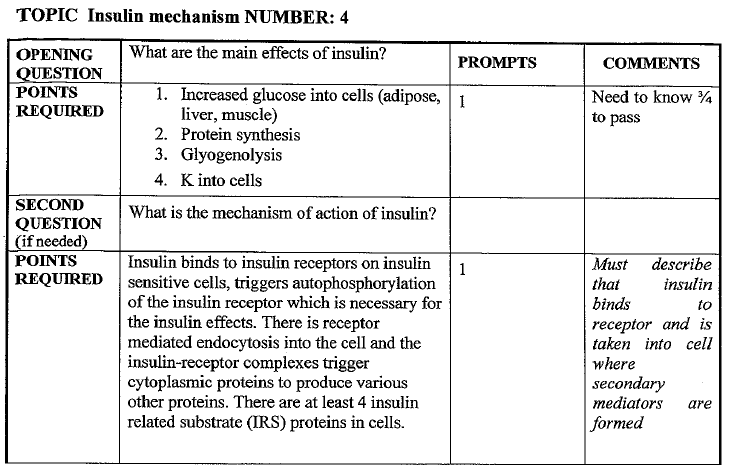 TOPIC Insulin mechanism NUMBER: 4
OPENING
QUESTION
What are the main effects of insulin?
PROMPTS
COMMENTS
POINTS
REQUIRED
1. Increased glucose into cells (adipose,
liver, muscle)
2. Protein synthesis
3. Glyogenolysis
4. K into cells
1
Need to know ¾
to pass
SECOND
QUESTION
(if needed)
What is the mechanism of action of insulin?
POINTS
REQUIRED
Insulin binds to insulin receptors on insulin
sensitive cells, triggers autophosphorylation
of the insulin receptor which is necessary for
the insulin effects. There is receptor
mediated endocytosis into the cell and the
insulin-receptor complexes trigger
cytoplasmic proteins to produce various
other proteins. There are at least 4 insulin
related substrate (IRS) proteins in cells.
1
Must describe
that insulin
binds to
receptor and is
taken into cell
where
secondary
mediators are
formed